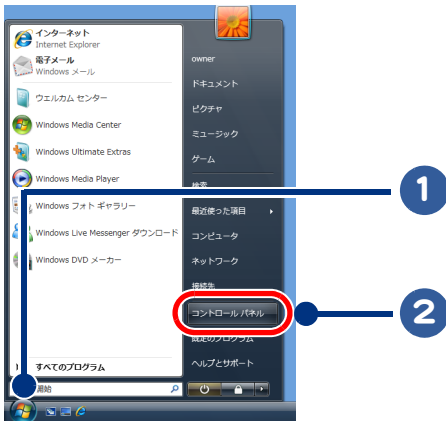 インターネット
Internet Explorer
電子メール
Windows メール
ウェルカム センター
Windows Media Center
Windows Ultimate Extras
Windows Media Player
Windows フォト ギャラリー
Windows Live Messenger ダウンロード
Windows DVD メーカー
すべてのプログラム
開始
owner
ドキュメント
ピクチャ
ミュージック
ゲーム
検索
最近使った項目
コンピュータ
ネットワーク
接続先
コントロール パネル
既定のプログラム
ヘルプとサポート
1
2